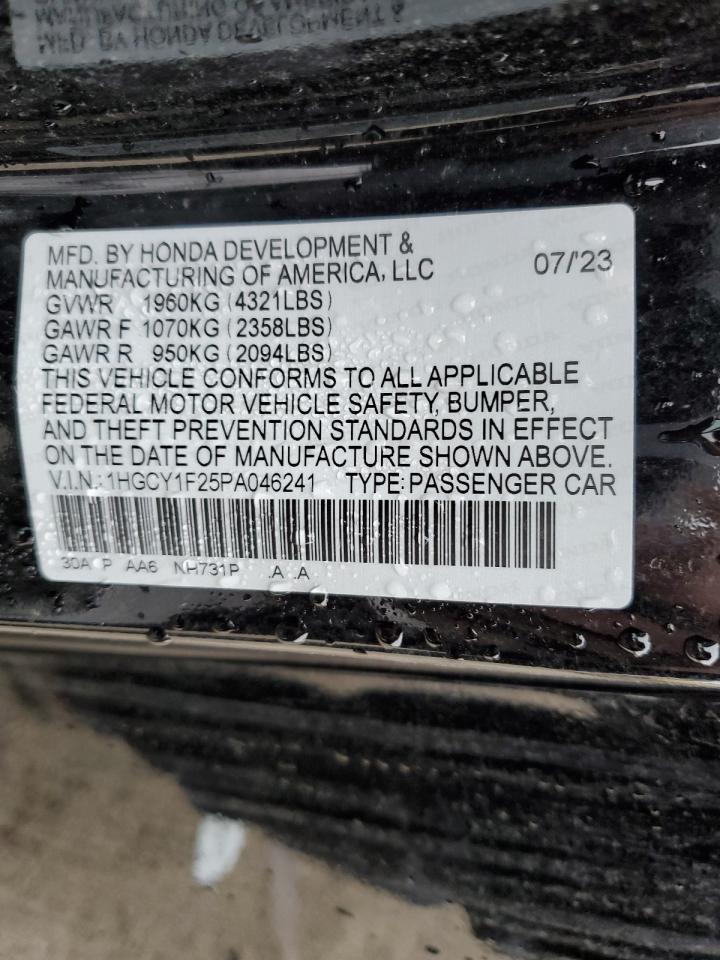 MFD. BY HONDA DEVELOPMENT &
MANUFACTURING OF AMERICA, LLC 07/'23
GVWR 1960KG (4321LBS)
GAWR F 1070KG (2358LBS)
GAWR R 950KG (2094LBS)
THIS VEHICLE CONFORMS TO ALL APPLICABLE
FEDERAL MOTOR VEHICLE SAFETY, BUMPER,
AND THEFT PREVENTION STANDARDS IN EFFECT
ON THE DATE OF MANUFACTURE SHOWN ABOVE.
V.I.N.: 1HGCY1F25PA046241 TYPE: PASSENGER CAR
30A P AA6 NH731P .A .A